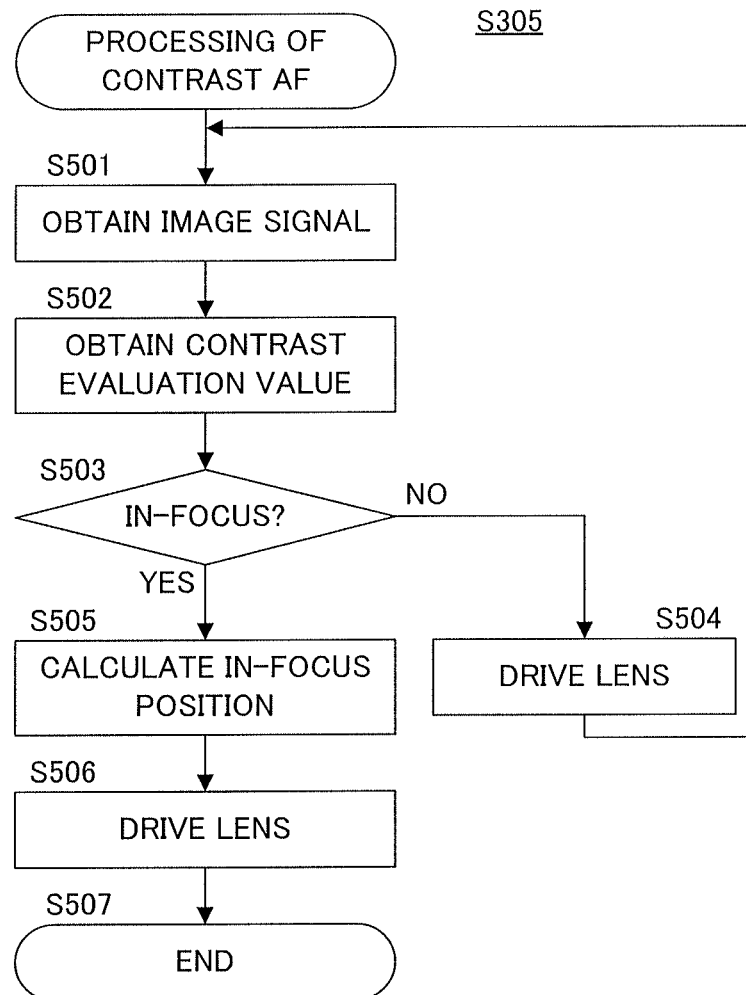 S305
PROCESSING OF
CONTRAST AF
S501
OBTAIN IMAGE SIGNAL
S502
OBTAIN CONTRAST
EVALUATION VALUE
S503
IN-FOCUS?
NO
YES
S505
CALCULATE IN-FOCUS
POSITION
S504
DRIVE LENS
S506
DRIVE LENS
S507
END